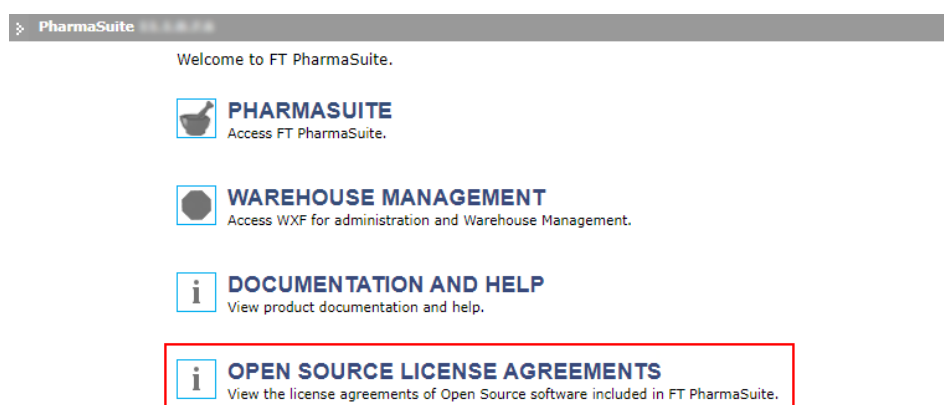 PharmaSuite
Welcome to FT PharmaSuite.
PHARMASUITE
Access FT PharmaSuite.
WAREHOUSE MANAGEMENT
Access WXF for administration and Warehouse Management.
DOCUMENTATION AND HELP
View product documentation and help.
OPEN SOURCE LICENSE AGREEMENTS
View the license agreements of Open Source software included in FT PharmaSuite.